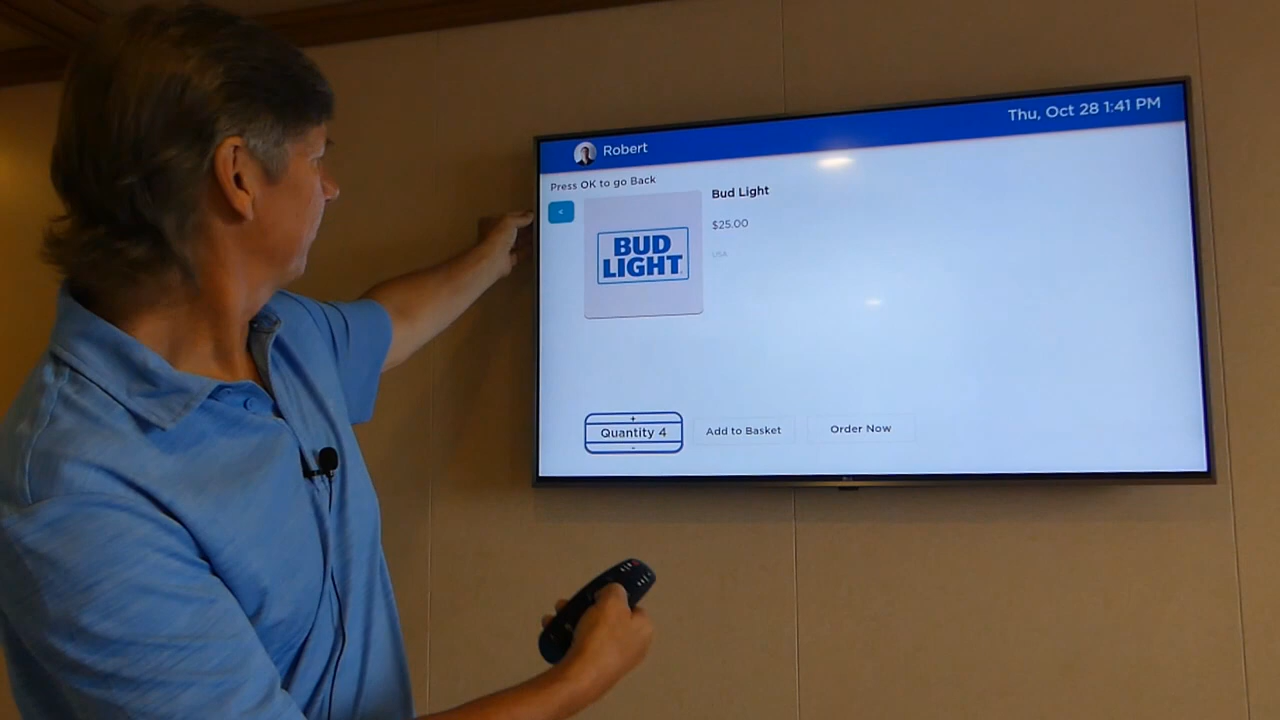 Thu, Oct 28 1:41 PM
Robert
Press OK to go Back
<
Bud Light
$25.00
USA
BUD
LIGHT
+
Quantity 4
-
Add to Basket
Order Now
LG